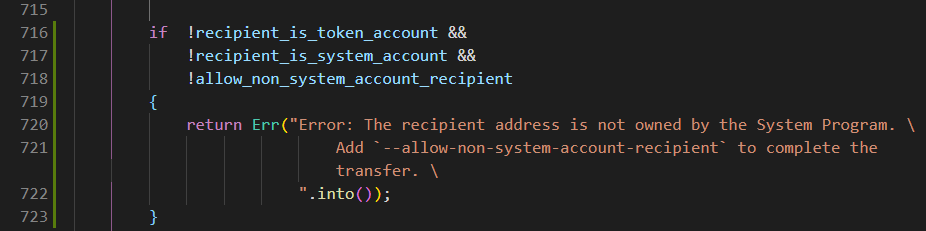 715
716 if  !recipient_is_token_account &&
717 !recipient_is_system_account &&
718 !allow_non_system_account_recipient
719 {
720 return Err("Error: The recipient address is not owned by the System Program. \
721 Add `--allow-non-system-account-recipient` to complete the
transfer. \
722 ".into());
723 }